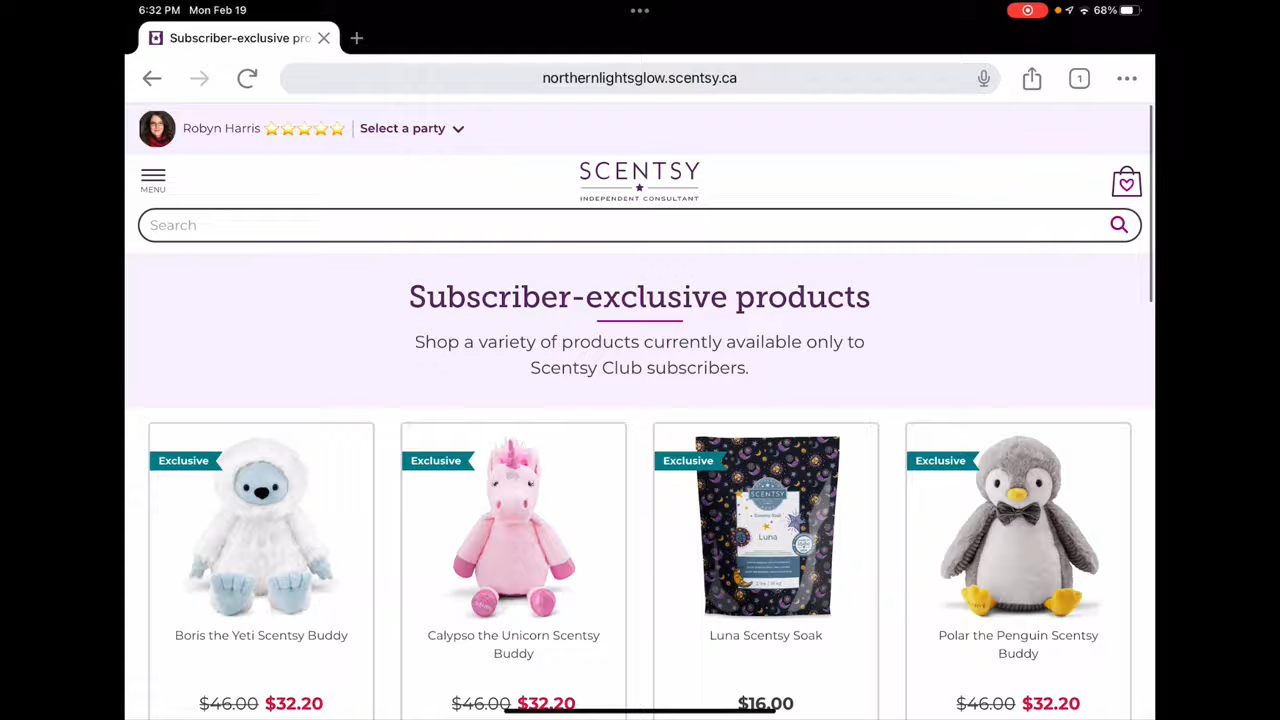 6:32 PM Mon Feb 19
68%
Subscriber-exclusive pro
northernlightsglow.scentsy.ca
1
Robyn Harris
Select a party
MENU
SCENTSY
INDEPENDENT CONSULTANT
Search
Subscriber-exclusive products
Shop a variety of products currently available only to
Scentsy Club subscribers.
Exclusive
Exclusive
Exclusive
Exclusive
SCENTSY
Luna
Boris the Yeti Scentsy Buddy
Calypso the Unicorn Scentsy
Buddy
Luna Scentsy Soak
Polar the Penguin Scentsy
Buddy
$46.00 $32.20
$46.00 $32.20
$16.00
$46.00 $32.20